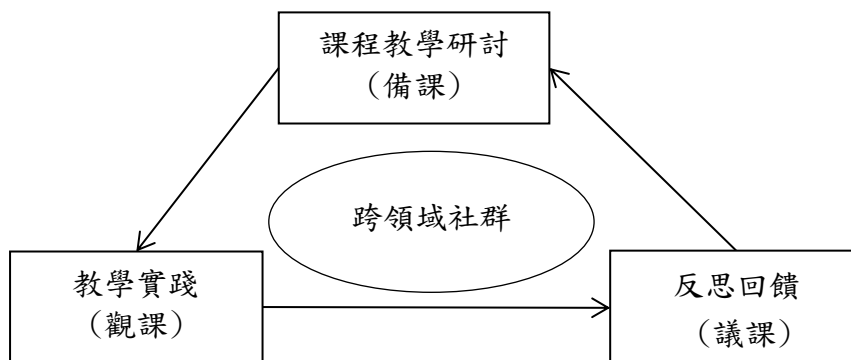 課程教學研討
（備課）
跨領域社群
教學實踐
（觀課）
反思回饋
（議課）